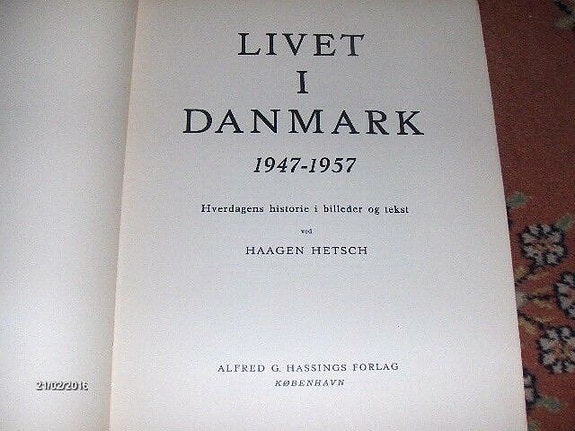 LIVET
I
DANMARK
1947-1957
Hverdagens historie i billeder og tekst
ved
HAAGEN HETSCH
ALFRED G. HASSINGS FORLAG
KØBENHAVN
21/02/2016